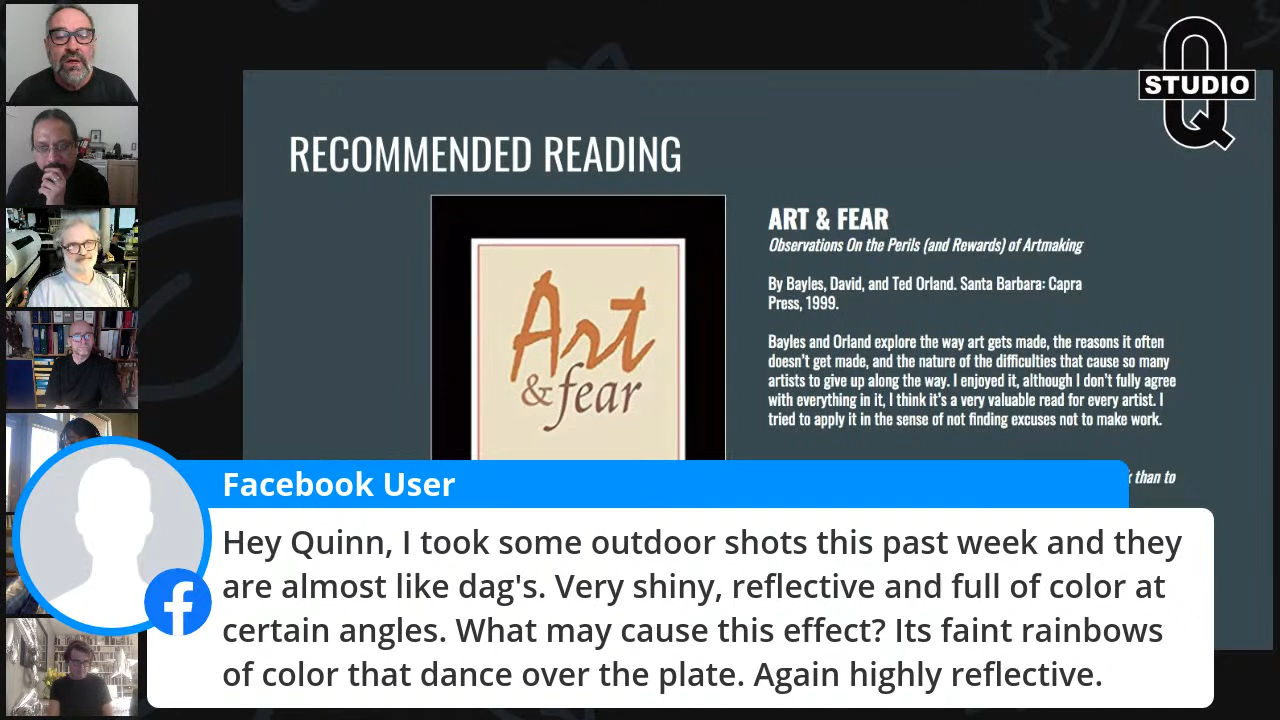 STUDIO
Q
RECOMMENDED READING
Art
& fear
ART & FEAR
Observations On the Perils (and Rewards) of Artmaking
By Bayles, David, and Ted Orland. Santa Barbara: Capra
Press, 1999.
Bayles and Orland explore the way art gets made, the reasons it often
doesn't get made, and the nature of the difficulties that cause so many
artists to give up along the way. I enjoyed it, although I don't fully agree
with everything in it, I think it's a very valuable read for every artist. I
tried to apply it in the sense of not finding excuses not to make work.
than to
Facebook User
Hey Quinn, I took some outdoor shots this past week and they
are almost like dag's. Very shiny, reflective and full of color at
certain angles. What may cause this effect? Its faint rainbows
of color that dance over the plate. Again highly reflective.